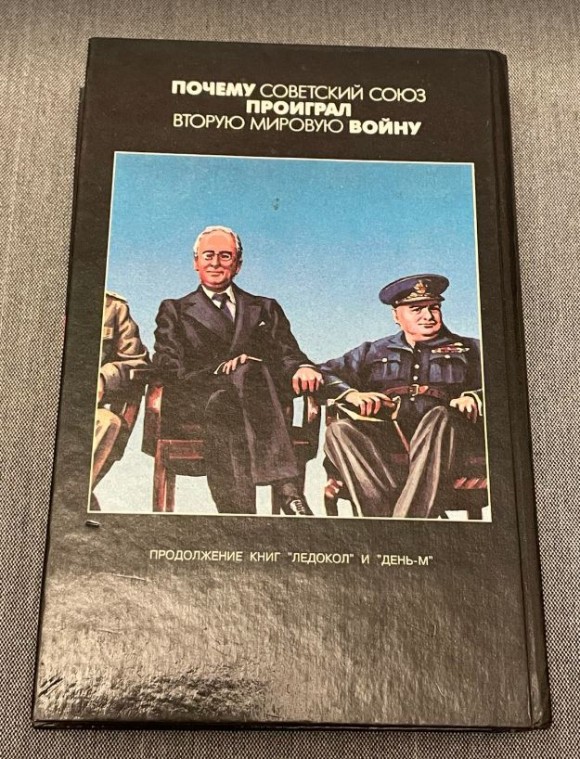 ПОЧЕМУ СОВЕТСКИЙ СОЮЗ
ПРОИГРАЛ
ВТОРУЮ МИРОВУЮ ВОЙНУ
ПРОДОЛЖЕНИЕ КНИГ "ЛЕДОКОЛ" И "ДЕНЬ-М"